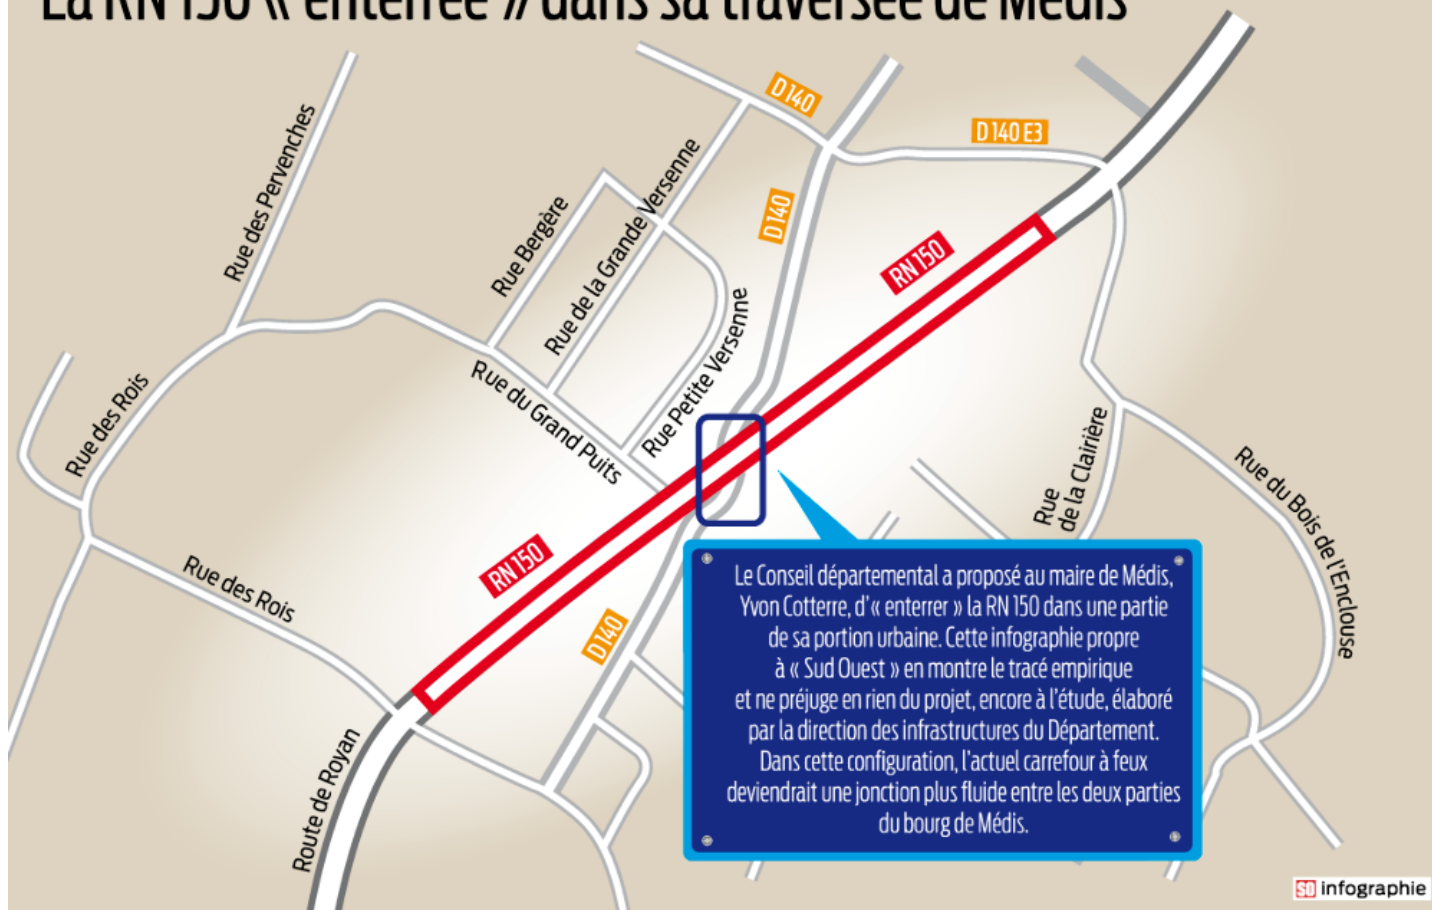 La RN 150 « enterrée » dans sa traversée de Médis
D 140
D 140 E3
Rue des Pervenches
Rue de la Grande Versenne
Rue Bergère
D 140
RN 150
Rue Petite Versenne
Rue des Rois
Rue du Grand Puits
Rue
de la Clairière
Rue du Bois de l'Enclouse
RN 150
Rue des Rois
D 140
Route de Royan
Le Conseil départemental a proposé au maire de Médis,
Yvon Cotterre, d'« enterrer » la RN 150 dans une partie
de sa portion urbaine. Cette infographie propre
à « Sud Ouest » en montre le tracé empirique
et ne préjuge en rien du projet, encore à l'étude, élaboré
par la direction des infrastructures du Département.
Dans cette configuration, l'actuel carrefour à feux
deviendrait une jonction plus fluide entre les deux parties
du bourg de Médis.
SO infographie